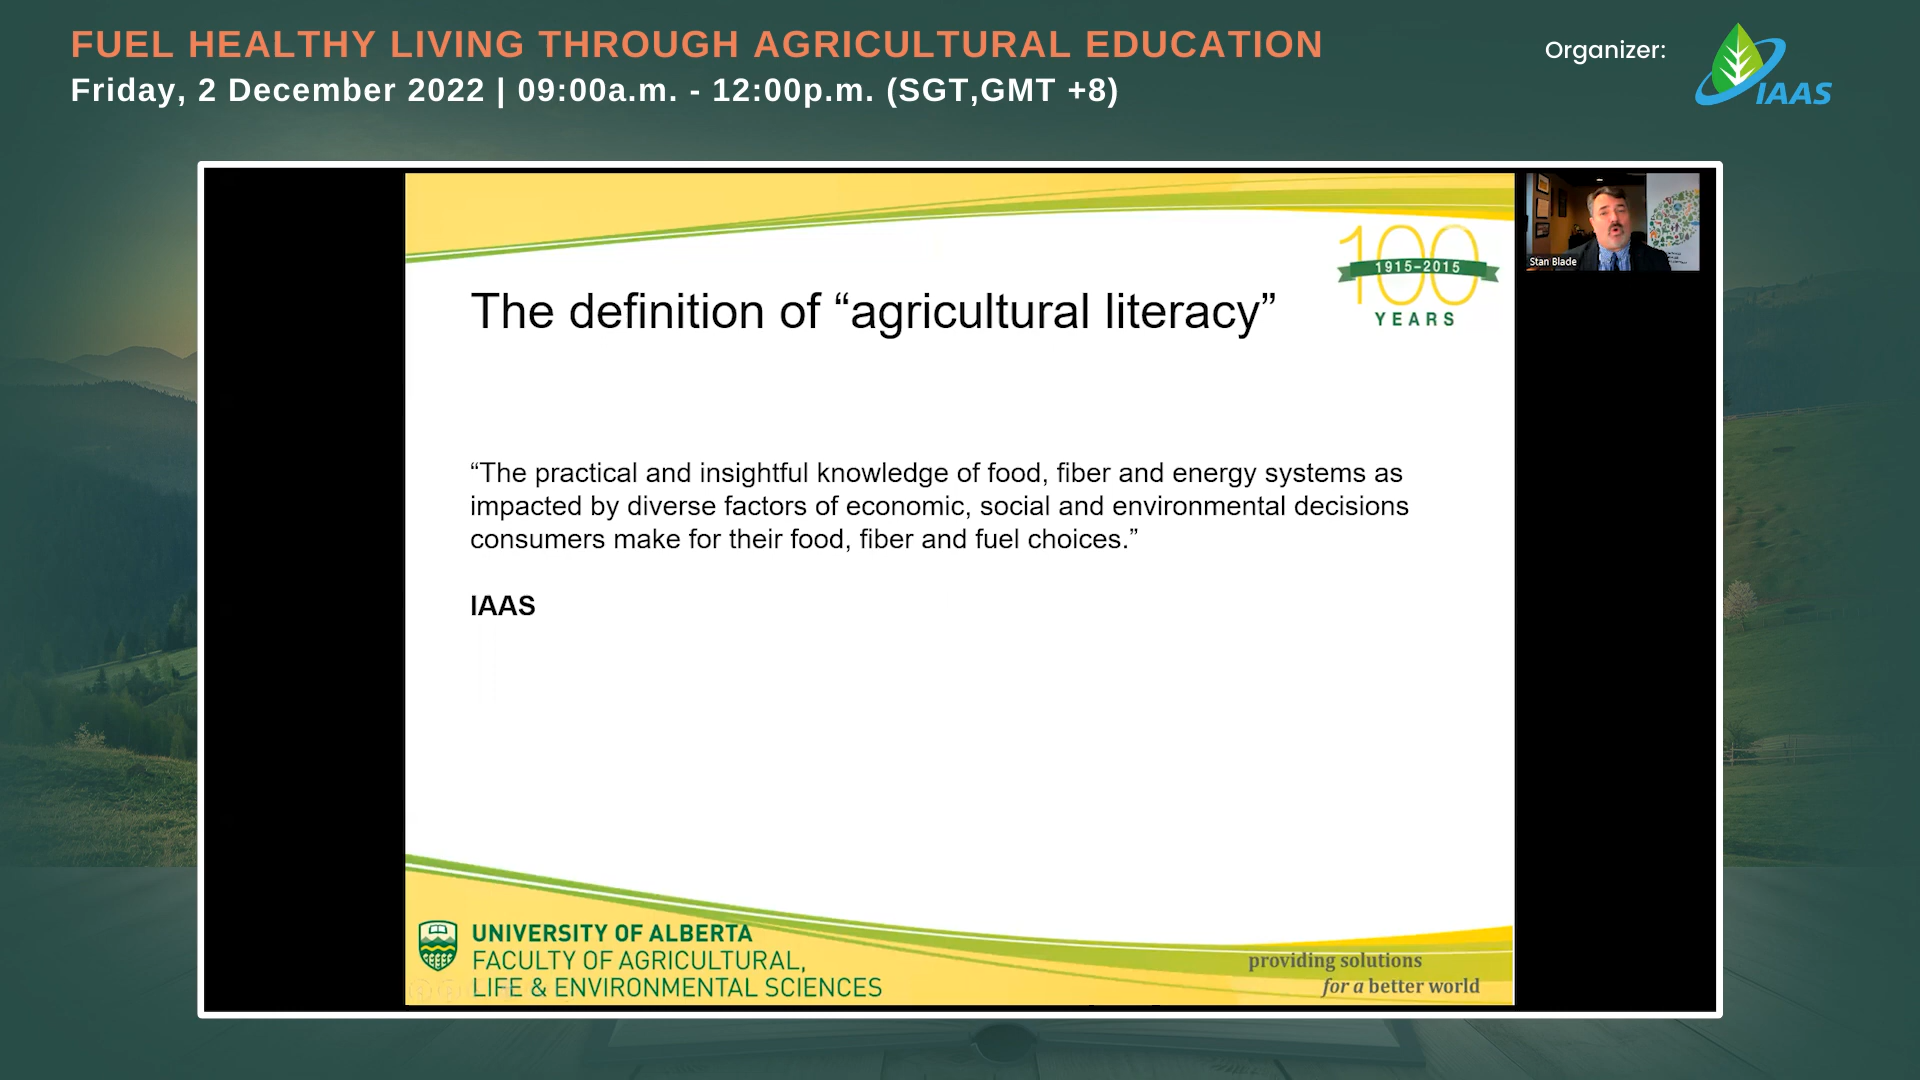 FUEL HEALTHY LIVING THROUGH AGRICULTURAL EDUCATION
Friday, 2 December 2022 | 09:00a.m. - 12:00p.m. (SGT,GMT +8)
Organizer:
IAAS
100
1915-2015
YEARS
Stan Blade
The definition of “agricultural literacy”
“The practical and insightful knowledge of food, fiber and energy systems as
impacted by diverse factors of economic, social and environmental decisions
consumers make for their food, fiber and fuel choices.”
IAAS
UNIVERSITY OF ALBERTA
FACULTY OF AGRICULTURAL,
LIFE & ENVIRONMENTAL SCIENCES
providing solutions
for a better world